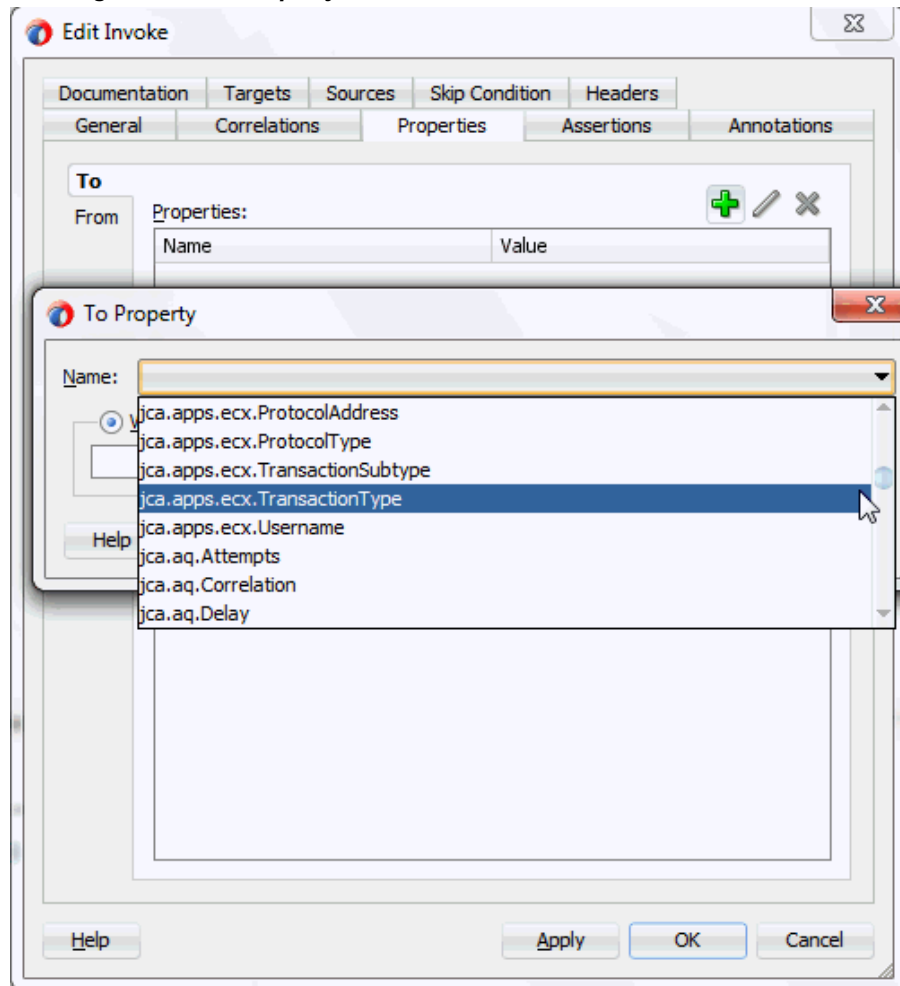 Edit Invoke
Documentation Targets Sources Skip Condition Headers
General Correlations Properties Assertions Annotations
To
From
Properties:
Name Value
To Property
Name:
jca.apps.ecx.ProtocolAddress
jca.apps.ecx.ProtocolType
jca.apps.ecx.TransactionSubtype
jca.apps.ecx.TransactionType
jca.apps.ecx.Username
Help
jca.aq.Attempts
jca.aq.Correlation
jca.aq.Delay
Help Apply OK Cancel